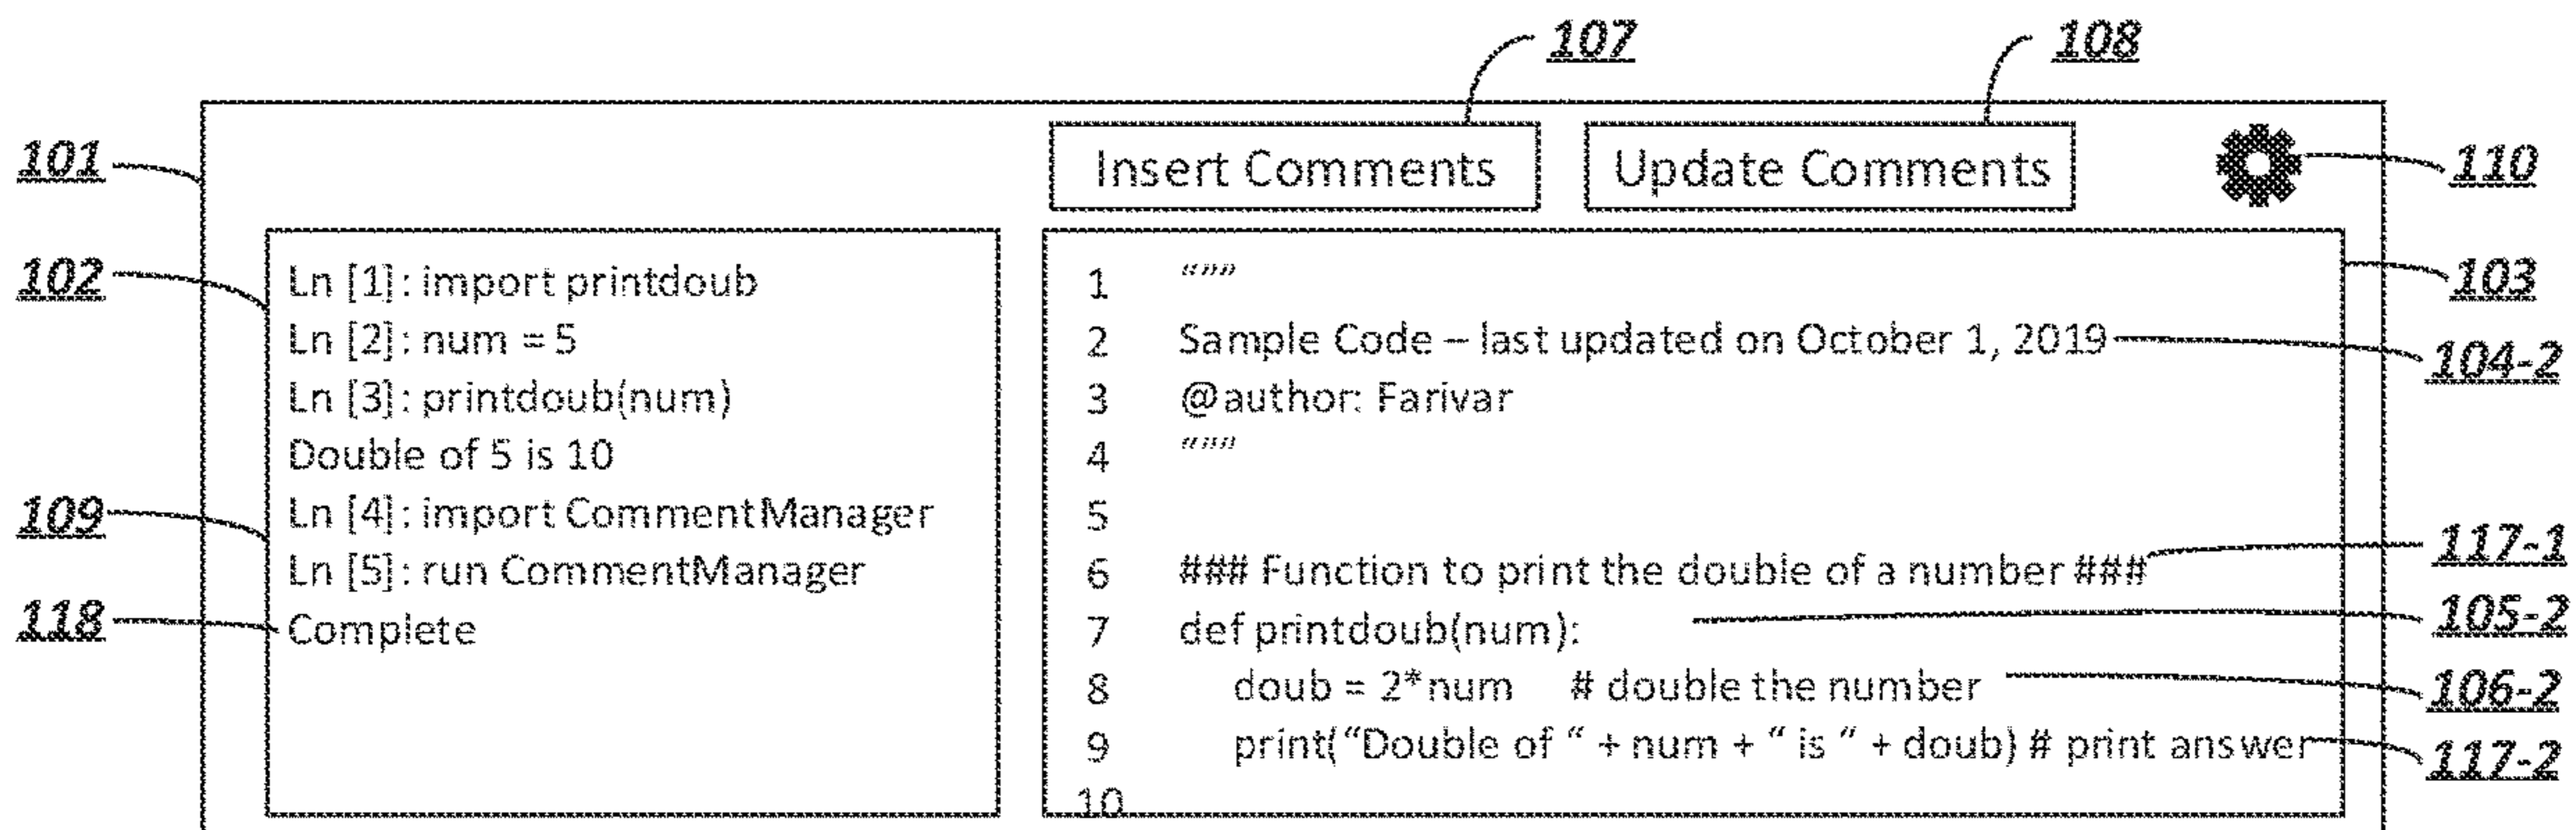 107 108
101 Insert Comments Update Comments 110
102 103
Ln [1]: import printdoub
Ln [2]: num = 5
Ln [3]: printdoub(num)
Double of 5 is 10
109
Ln [4]: import CommentManager
Ln [5]: run CommentManager
118 Complete
1 “””
2 Sample Code – last updated on October 1, 2019 104-2
3 @author: Farivar
4 “””
5
6 ### Function to print the double of a number ### 117-1
7 def printdoub(num): 105-2
8 doub = 2*num # double the number 106-2
9 print(“Double of “ + num + “ is “ + doub) # print answer 117-2
10